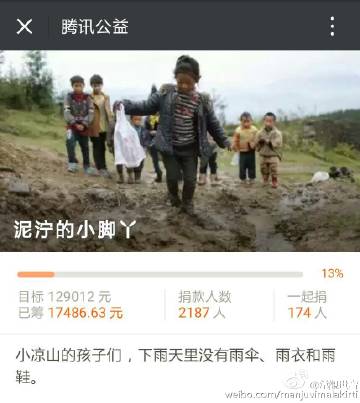 腾讯公益
泥泞的小脚丫
13%
目标 129012 元
捐款人数
一起捐
已筹 17486.63 元
2187 人
174 人
小凉山的孩子们，下雨天里没有雨伞、雨衣和雨
鞋。
weibo.com/manjuvimalakirti